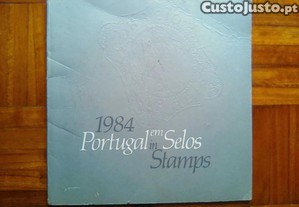 CustoJusto.pt
1984
Portugal em Selos
in
Stamps